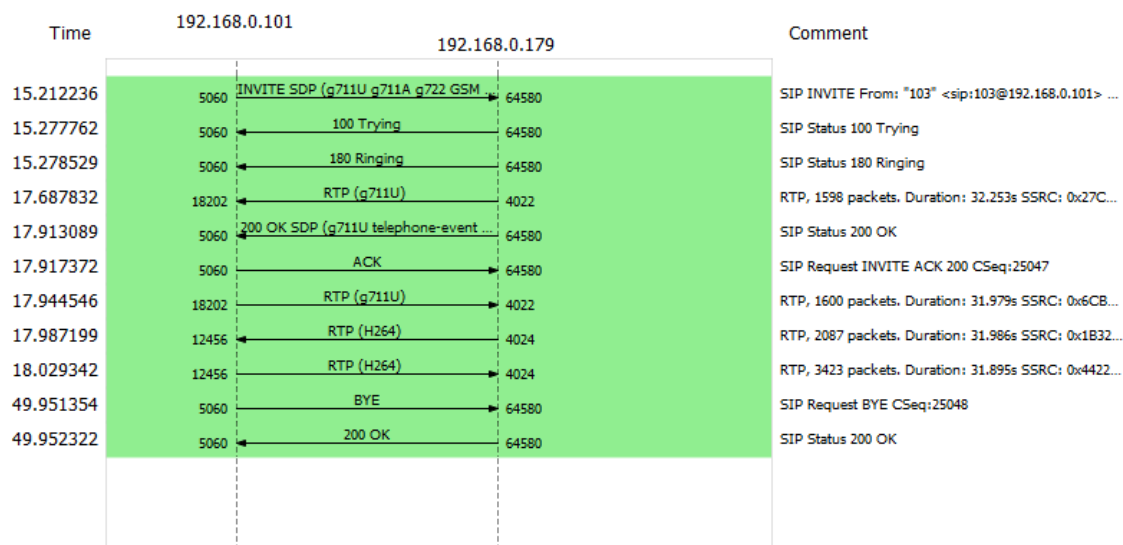 Time 192.168.0.101 192.168.0.179 Comment
15.212236 5060 INVITE SDP (g711U g711A g722 GSM ... 64580 SIP INVITE From: "103" <sip:103@192.168.0.101> ...
15.277762 5060 100 Trying 64580 SIP Status 100 Trying
15.278529 5060 180 Ringing 64580 SIP Status 180 Ringing
17.687832 18202 RTP (g711U) 4022 RTP, 1598 packets. Duration: 32.253s SSRC: 0x27C...
17.913089 5060 200 OK SDP (g711U telephone-event ... 64580 SIP Status 200 OK
17.917372 5060 ACK 64580 SIP Request INVITE ACK 200 CSeq:25047
17.944546 18202 RTP (g711U) 4022 RTP, 1600 packets. Duration: 31.979s SSRC: 0x6CB...
17.987199 12456 RTP (H264) 4024 RTP, 2087 packets. Duration: 31.986s SSRC: 0x1B32...
18.029342 12456 RTP (H264) 4024 RTP, 3423 packets. Duration: 31.895s SSRC: 0x4422...
49.951354 5060 BYE 64580 SIP Request BYE CSeq:25048
49.952322 5060 200 OK 64580 SIP Status 200 OK